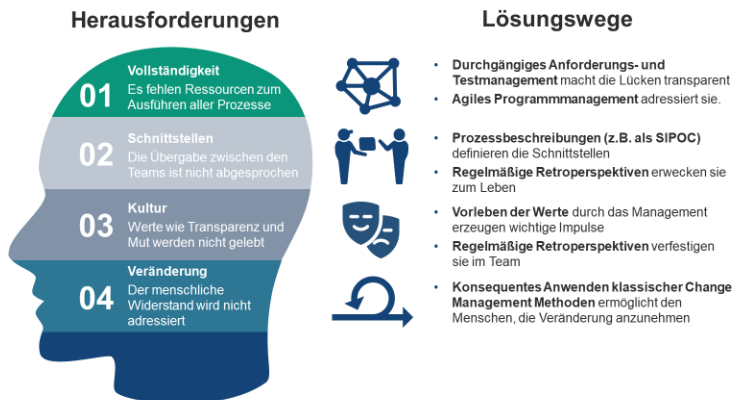 Herausforderungen
01
Vollständigkeit
Es fehlen Ressourcen zum
Ausführen aller Prozesse
02
Schnittstellen
Die Übergabe zwischen den
Teams ist nicht abgesprochen
03
Kultur
Werte wie Transparenz und
Mut werden nicht gelebt
04
Veränderung
Der menschliche
Widerstand wird nicht
adressiert
Lösungswege
• Durchgängiges Anforderungs- und
Testmanagement macht die Lücken transparent
• Agiles Programmmanagement adressiert sie.
• Prozessbeschreibungen (z.B. als SIPOC)
definieren die Schnittstellen
• Regelmäßige Retroperspektiven erwecken sie
zum Leben
• Vorleben der Werte durch das Management
erzeugen wichtige Impulse
• Regelmäßige Retroperspektiven verfestigen
sie im Team
• Konsequentes Anwenden klassischer Change
Management Methoden ermöglicht den
Menschen, die Veränderung anzunehmen